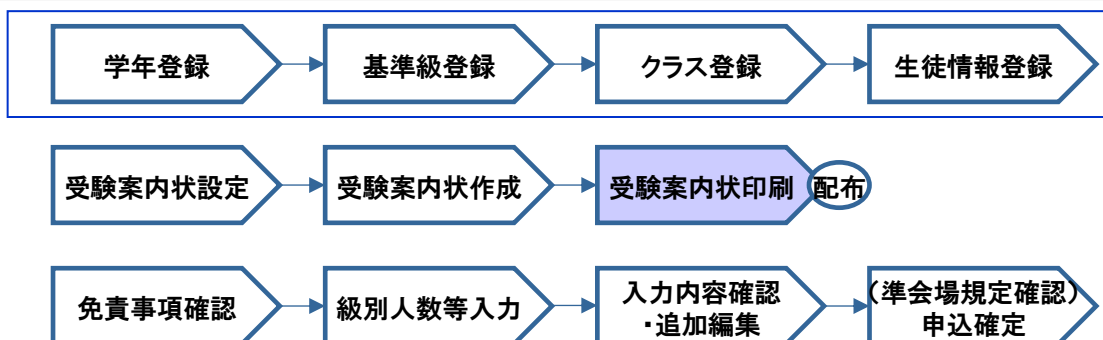 学年登録
基準級登録
クラス登録
生徒情報登録
受験案内状設定
受験案内状作成
受験案内状印刷
配布
免責事項確認
級別人数等入力
入力内容確認
・追加編集
（準会場規定確認）
申込確定